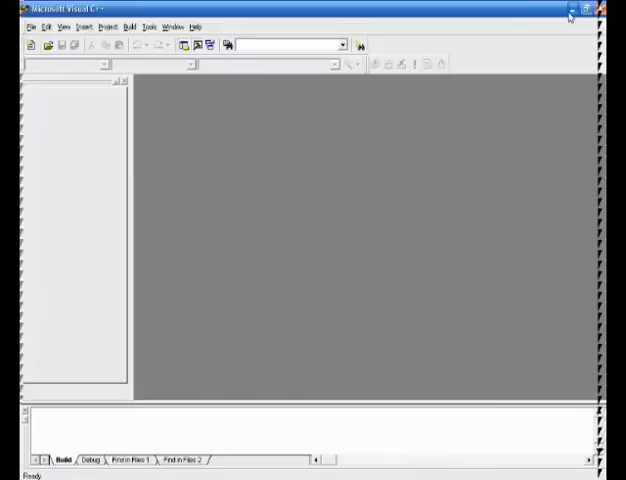 Microsoft Visual C++
File Edit View Insert Project Build Tools Window Help
Build Debug Find in Files 1 Find in Files 2
Ready